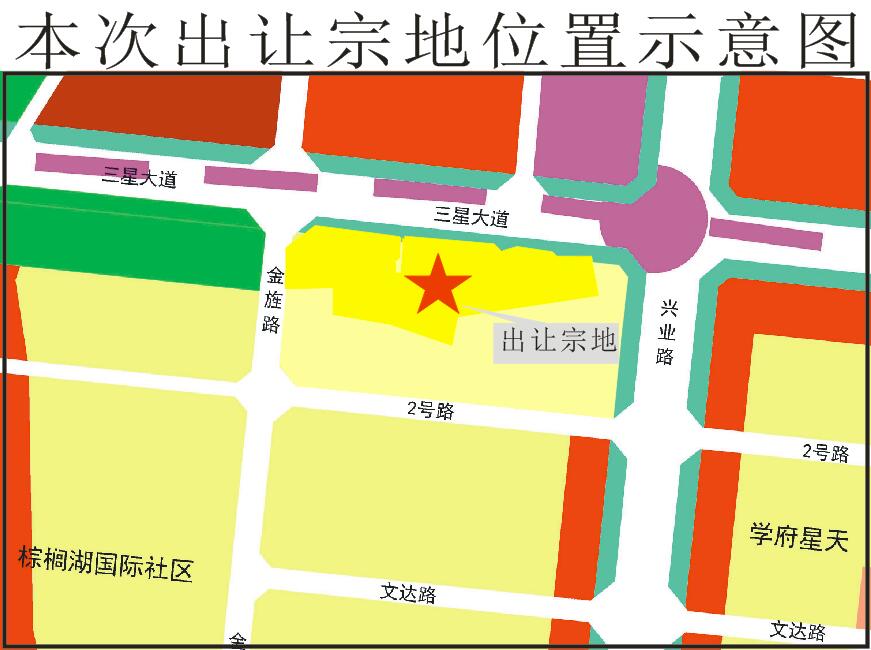 本次出让宗地位置示意图
三星大道
三星大道
金旌路
兴业路
出让宗地
2号路
2号路
学府星天
棕榈湖国际社区
文达路
文达路
金